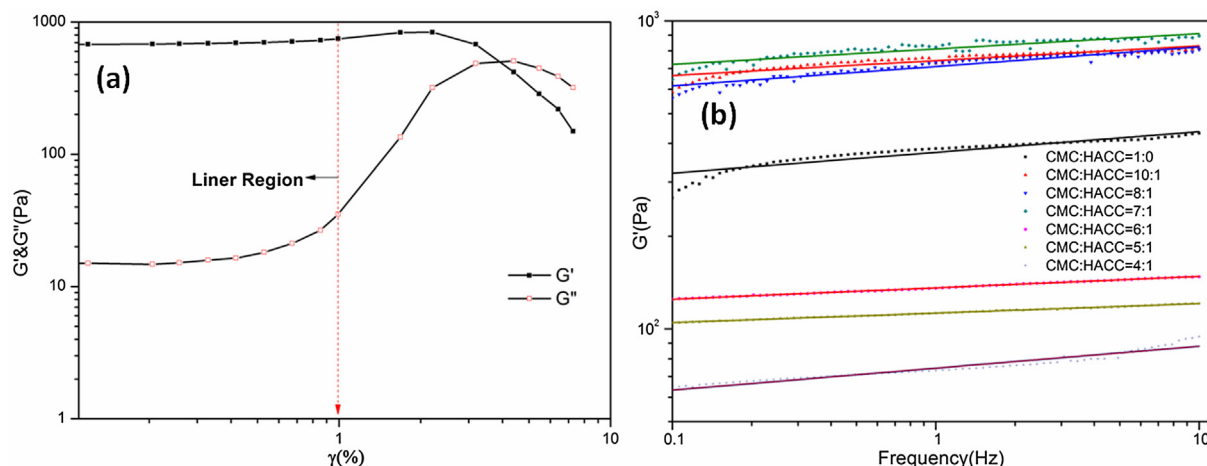 (a)
G'&G''(Pa)
1000
100
10
1
Liner Region
G'
G''
1
10
γ(%)
(b)
G'(Pa)
10³
10²
CMC:HACC=1:0
CMC:HACC=10:1
CMC:HACC=8:1
CMC:HACC=7:1
CMC:HACC=6:1
CMC:HACC=5:1
CMC:HACC=4:1
0.1
1
10
Frequency(Hz)